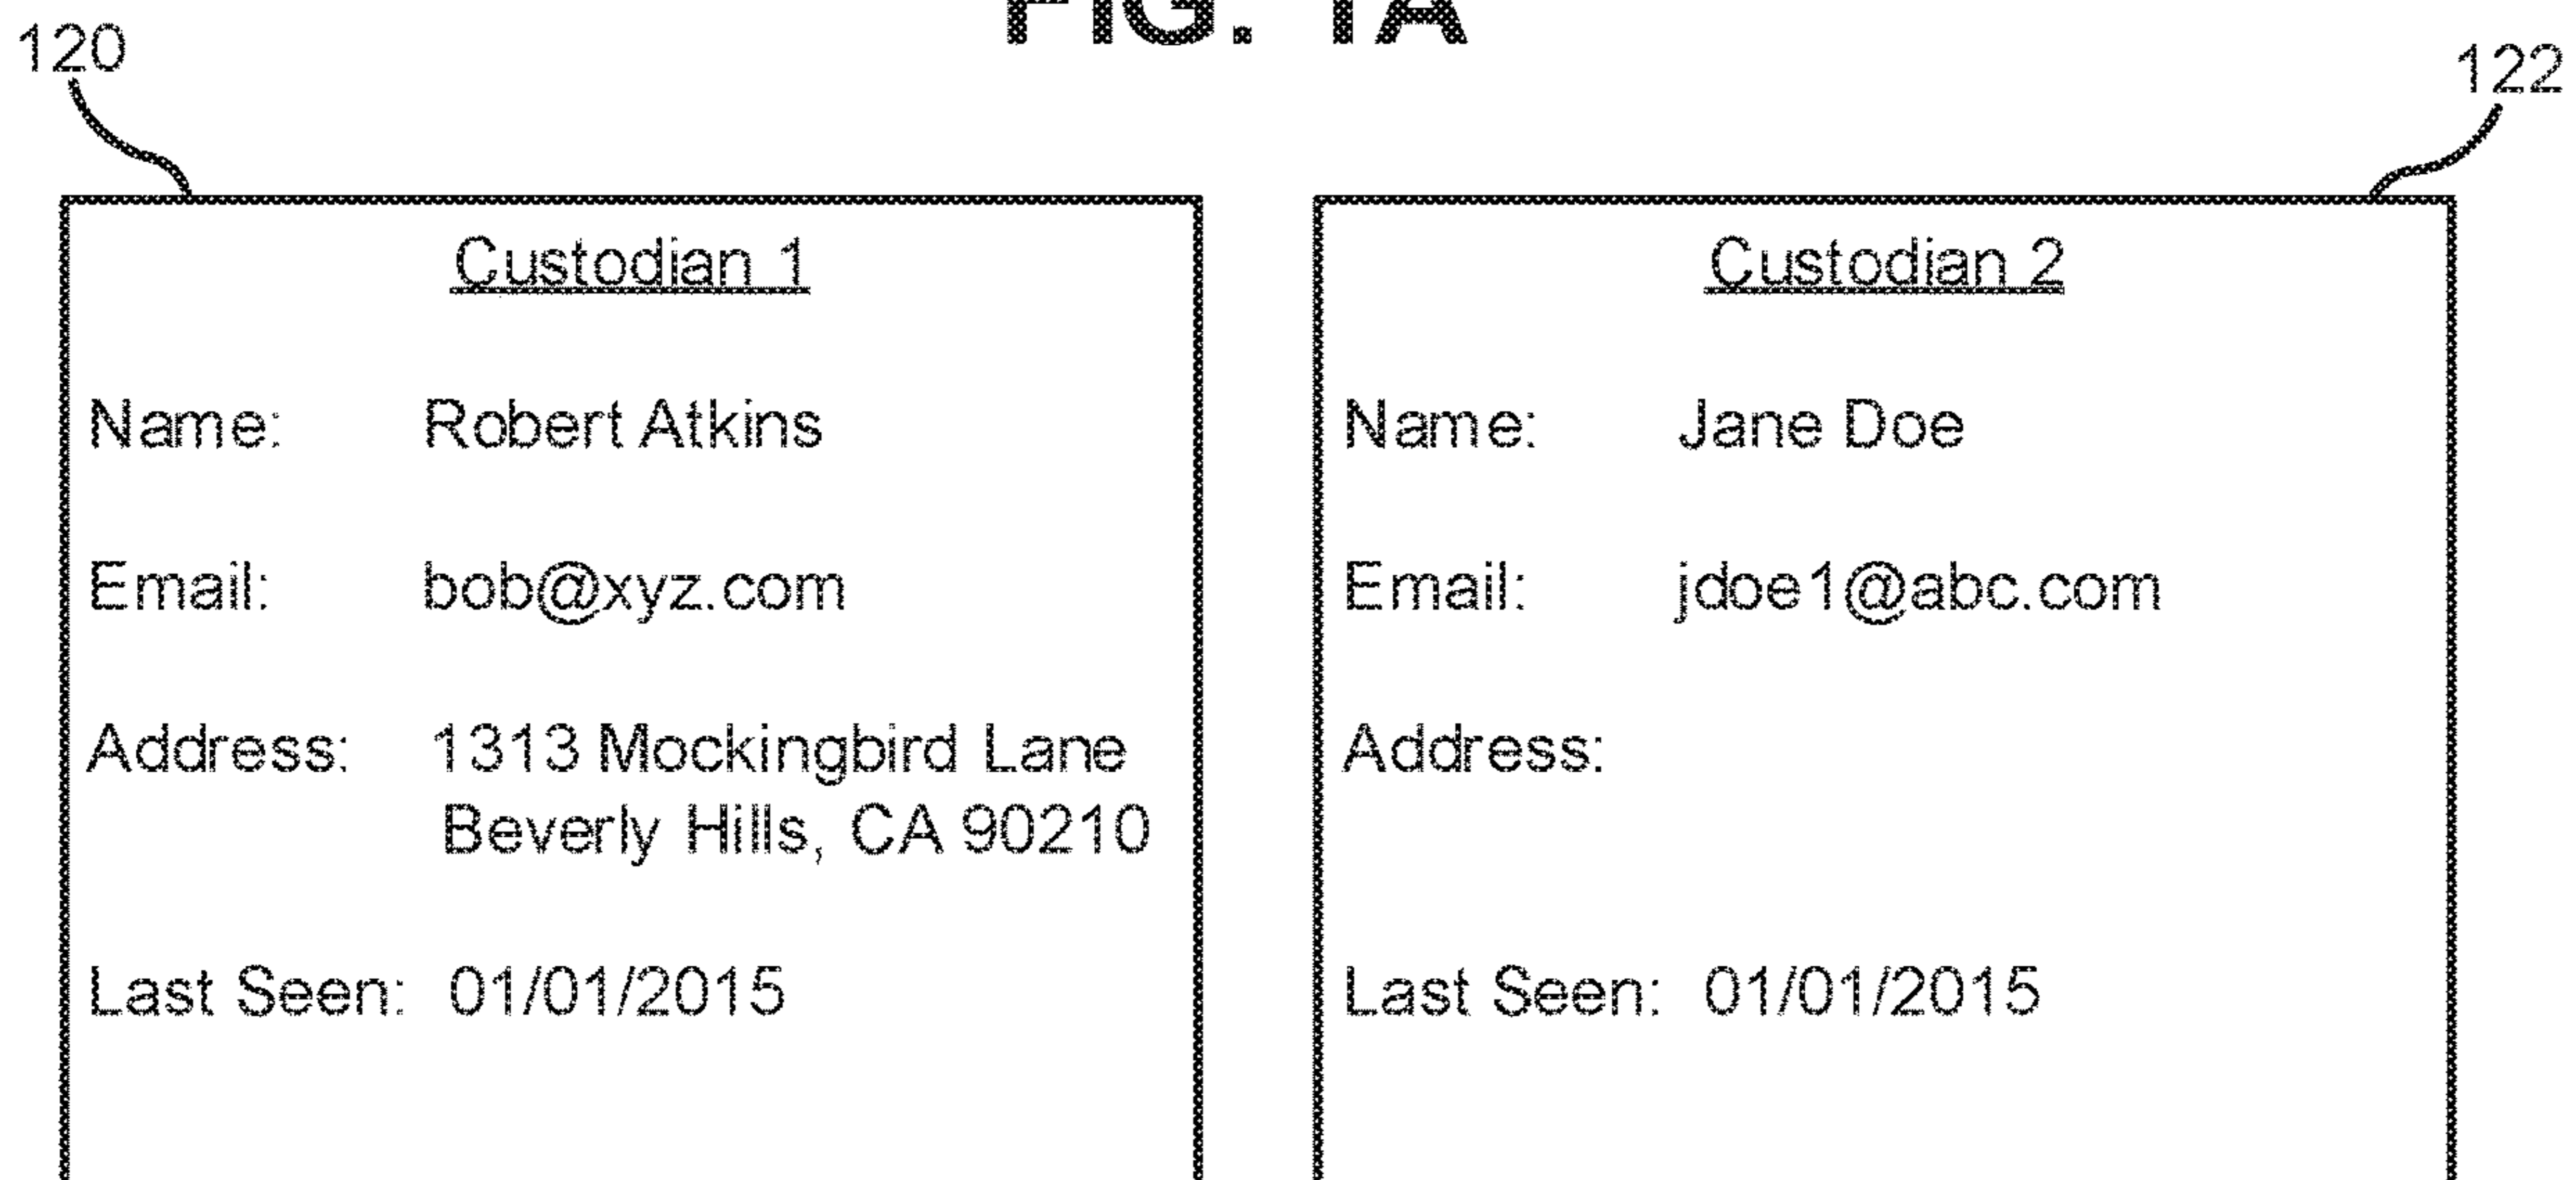 FIG. 1A
120
122
Custodian 1
Name: Robert Atkins
Email: bob@xyz.com
Address: 1313 Mockingbird Lane
Beverly Hills, CA 90210
Last Seen: 01/01/2015
Custodian 2
Name: Jane Doe
Email: jdoe1@abc.com
Address:
Last Seen: 01/01/2015